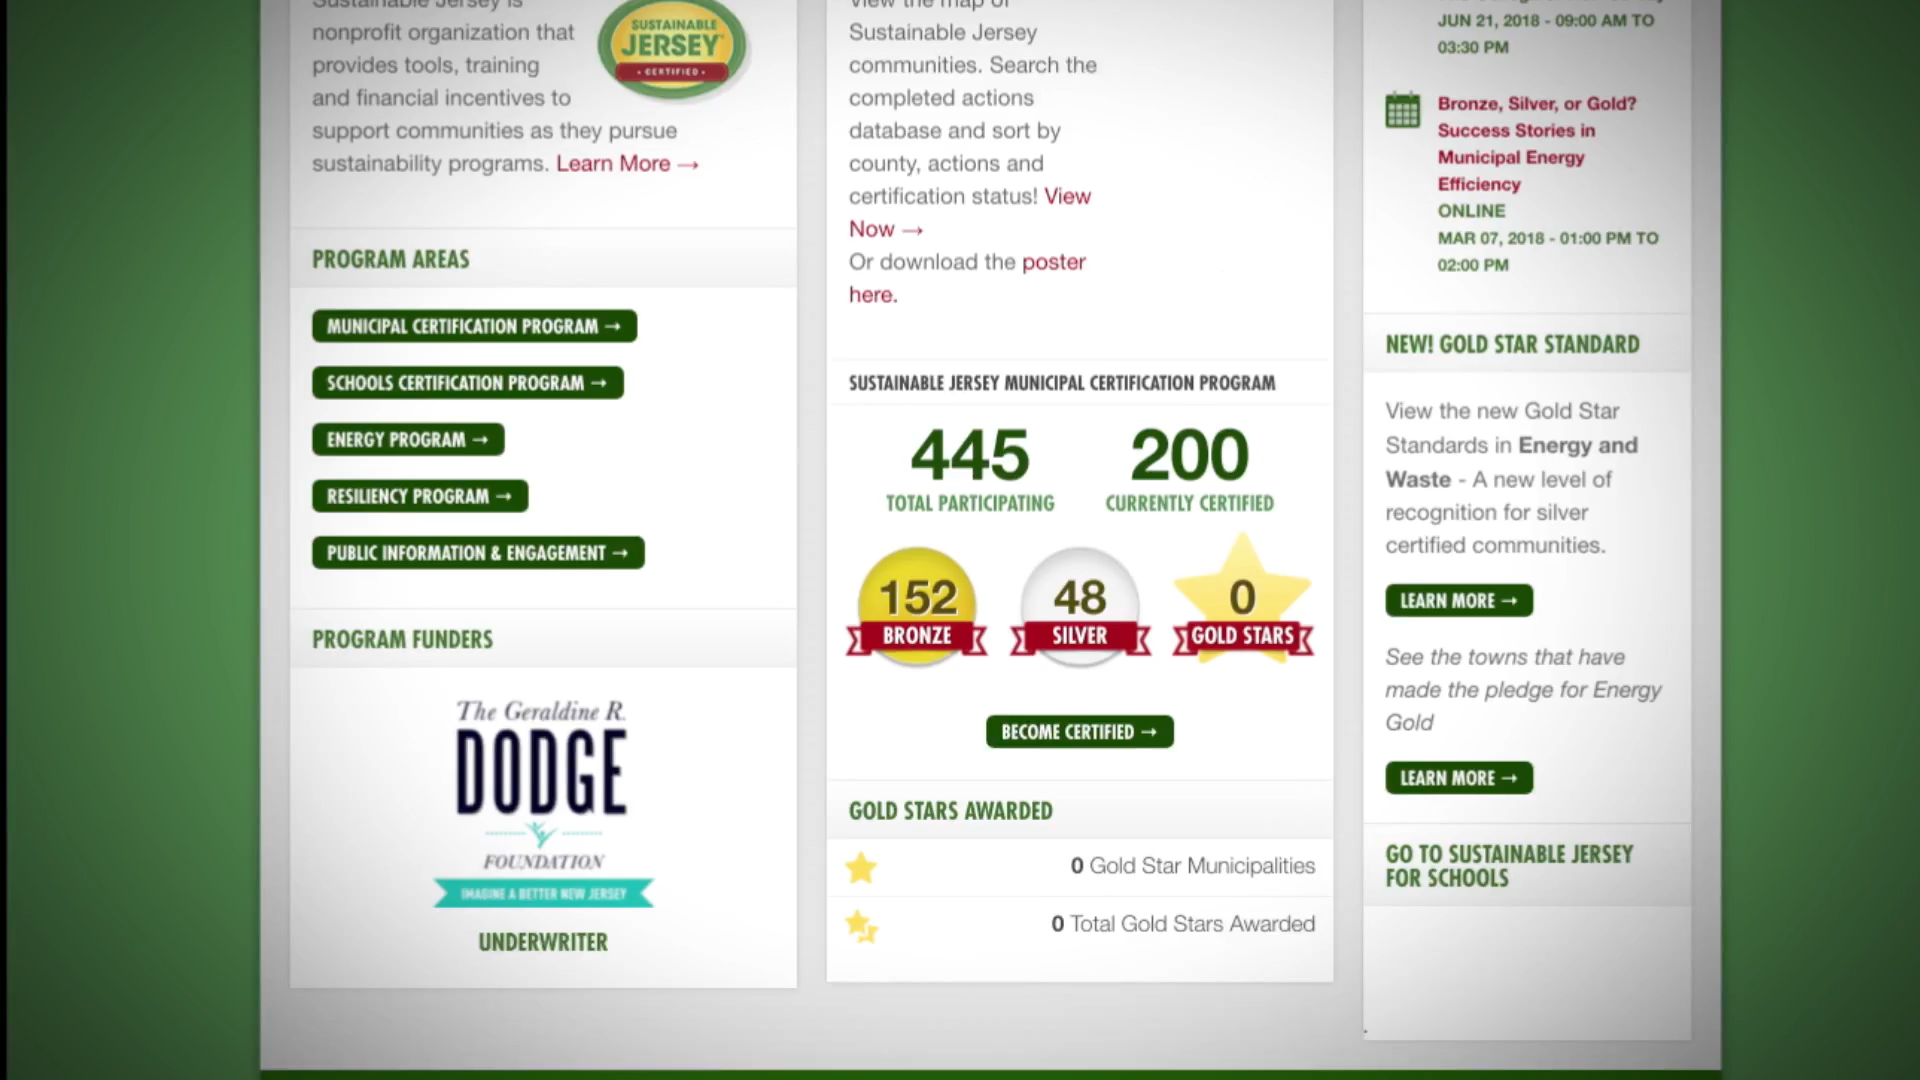 Sustainable Jersey is
nonprofit organization that
provides tools, training
and financial incentives to
support communities as they pursue
sustainability programs. Learn More →
SUSTAINABLE
JERSEY
• CERTIFIED •
PROGRAM AREAS
MUNICIPAL CERTIFICATION PROGRAM →
SCHOOLS CERTIFICATION PROGRAM →
ENERGY PROGRAM →
RESILIENCY PROGRAM →
PUBLIC INFORMATION & ENGAGEMENT →
PROGRAM FUNDERS
The Geraldine R.
DODGE
FOUNDATION
IMAGINE A BETTER NEW JERSEY
UNDERWRITER
View the map of
Sustainable Jersey
communities. Search the
completed actions
database and sort by
county, actions and
certification status! View
Now →
Or download the poster
here.
SUSTAINABLE JERSEY MUNICIPAL CERTIFICATION PROGRAM
445 200
TOTAL PARTICIPATING CURRENTLY CERTIFIED
152 48 0
BRONZE SILVER GOLD STARS
BECOME CERTIFIED →
GOLD STARS AWARDED
0 Gold Star Municipalities
0 Total Gold Stars Awarded
JUN 21, 2018 - 09:00 AM TO
03:30 PM
Bronze, Silver, or Gold?
Success Stories in
Municipal Energy
Efficiency
ONLINE
MAR 07, 2018 - 01:00 PM TO
02:00 PM
NEW! GOLD STAR STANDARD
View the new Gold Star
Standards in Energy and
Waste - A new level of
recognition for silver
certified communities.
LEARN MORE →
See the towns that have
made the pledge for Energy
Gold
LEARN MORE →
GO TO SUSTAINABLE JERSEY
FOR SCHOOLS